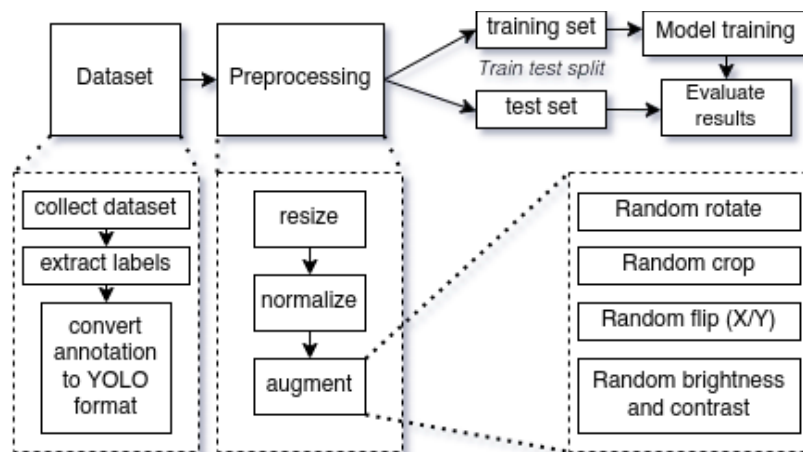 Dataset
Preprocessing
training set
Train test split
test set
Model training
Evaluate
results
collect dataset
extract labels
convert
annotation
to YOLO
format
resize
normalize
augment
Random rotate
Random crop
Random flip (X/Y)
Random brightness
and contrast